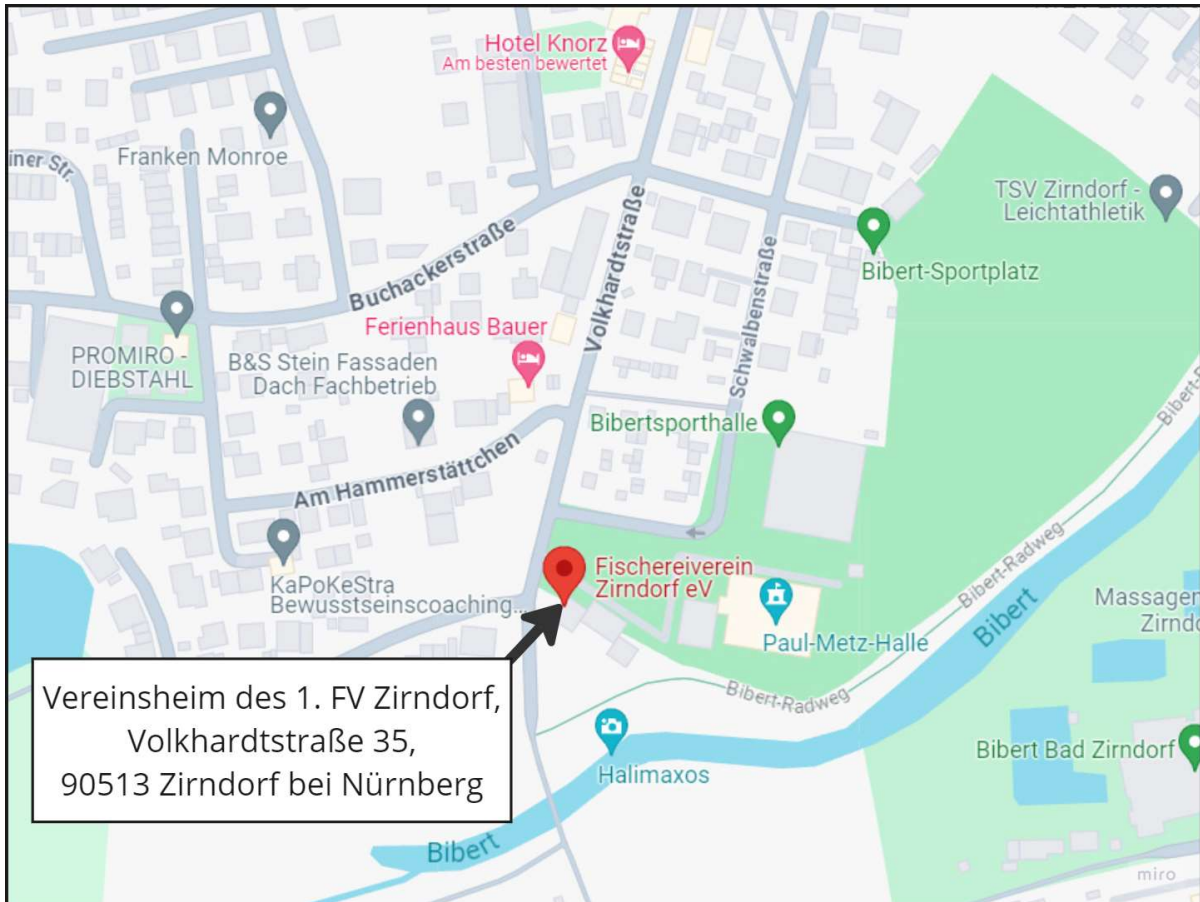 Hotel Knorz
Am besten bewertet
Franken Monroe
iner Str.
TSV Zirndorf -
Leichtathletik
Bibert-Sportplatz
Buchackerstraße
Volkhardtstraße
Schwalbenstraße
Ferienhaus Bauer
PROMIRO -
DIEBSTAHL
B&S Stein Fassaden
Dach Fachbetrieb
Bibertsporthalle
Am Hammerstättchen
KaPoKeStra
Bewusstseinscoaching...
Fischereiverein
Zirndorf eV
Paul-Metz-Halle
Bibert-Radweg
Bibert
Massagen
Vereinsheim des 1. FV Zirndorf,
Volkhardtstraße 35,
90513 Zirndorf bei Nürnberg
Bibert-Radweg
Halimaxos
Bibert Bad Zirndorf
Bibert
miro